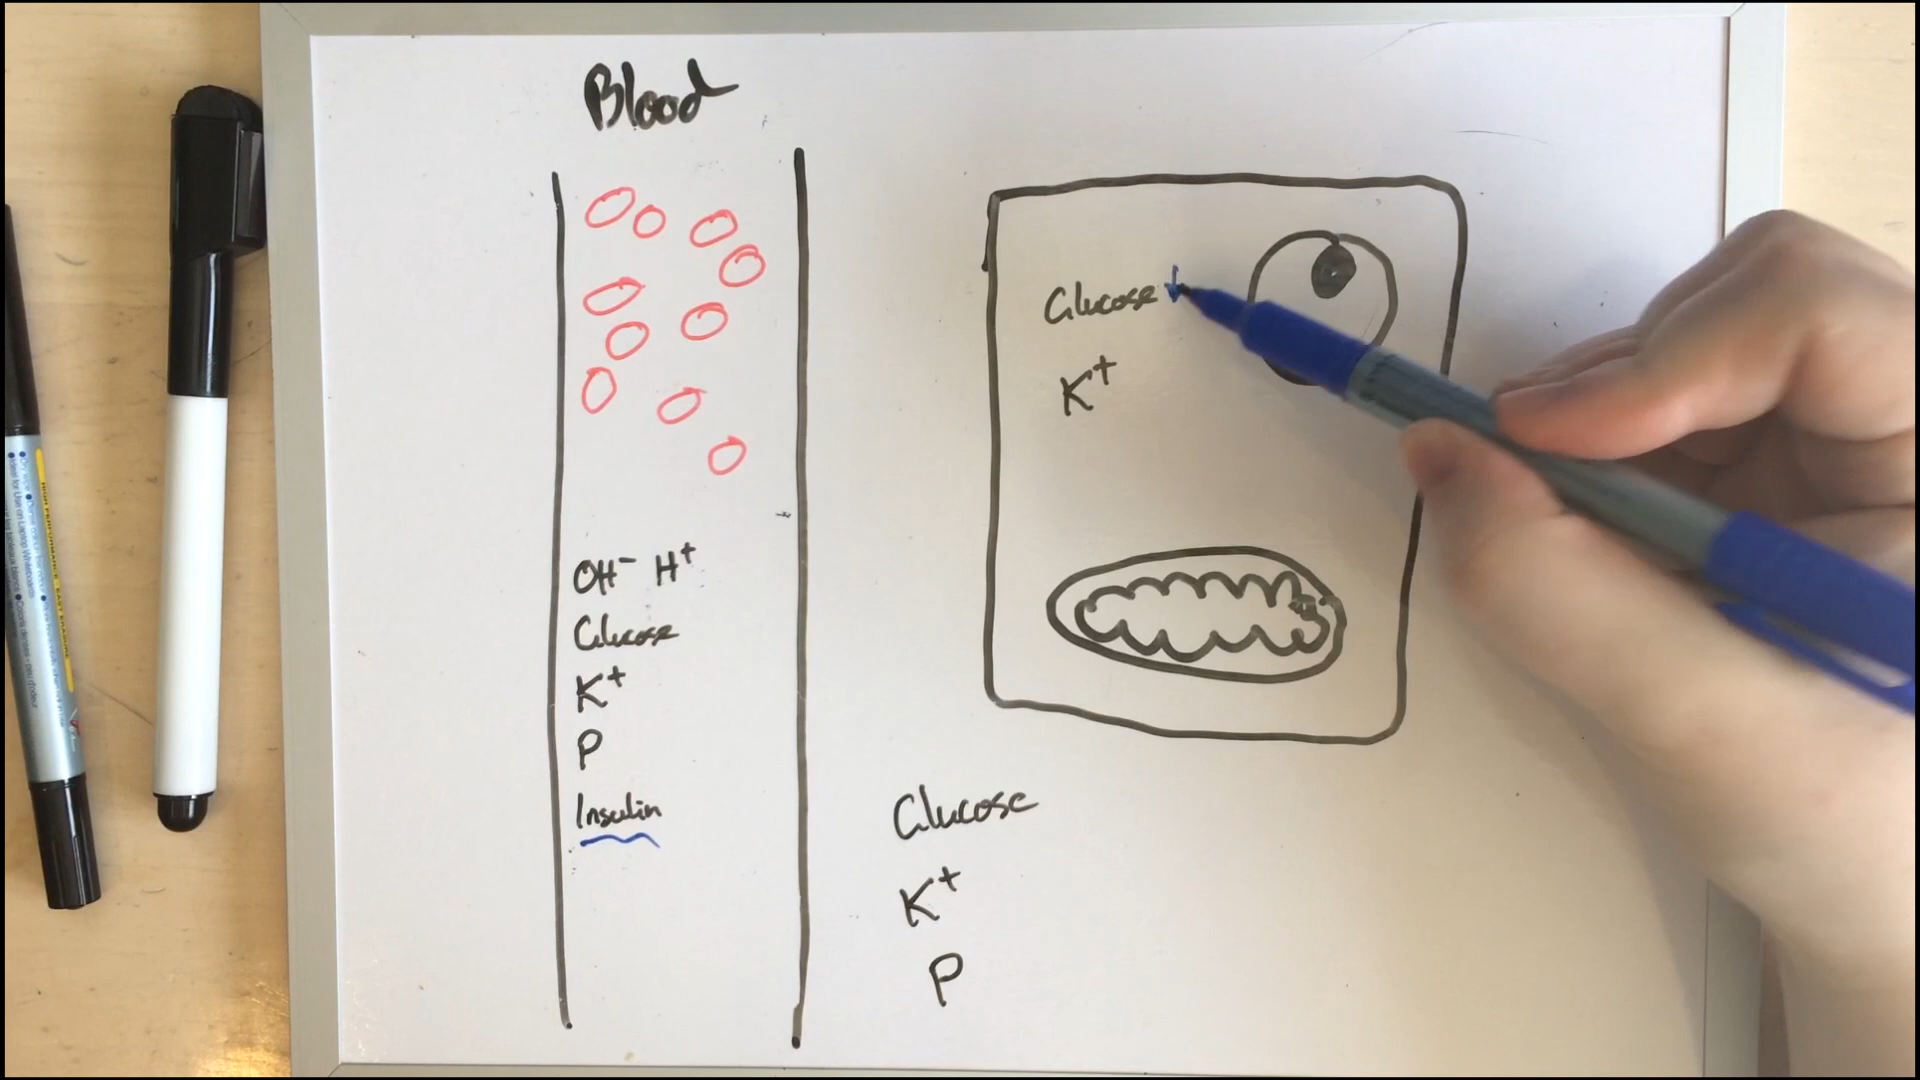 Blood
OH⁻ H⁺
Glucose
K⁺
P
Insulin
Glucose ↓
K⁺
Glucose
K⁺
P